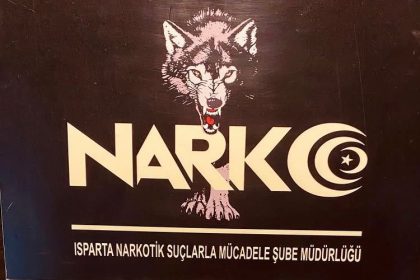 NARKO
ISPARTA NARKOTİK SUÇLARLA MÜCADELE ŞUBE MÜDÜRLÜĞÜ